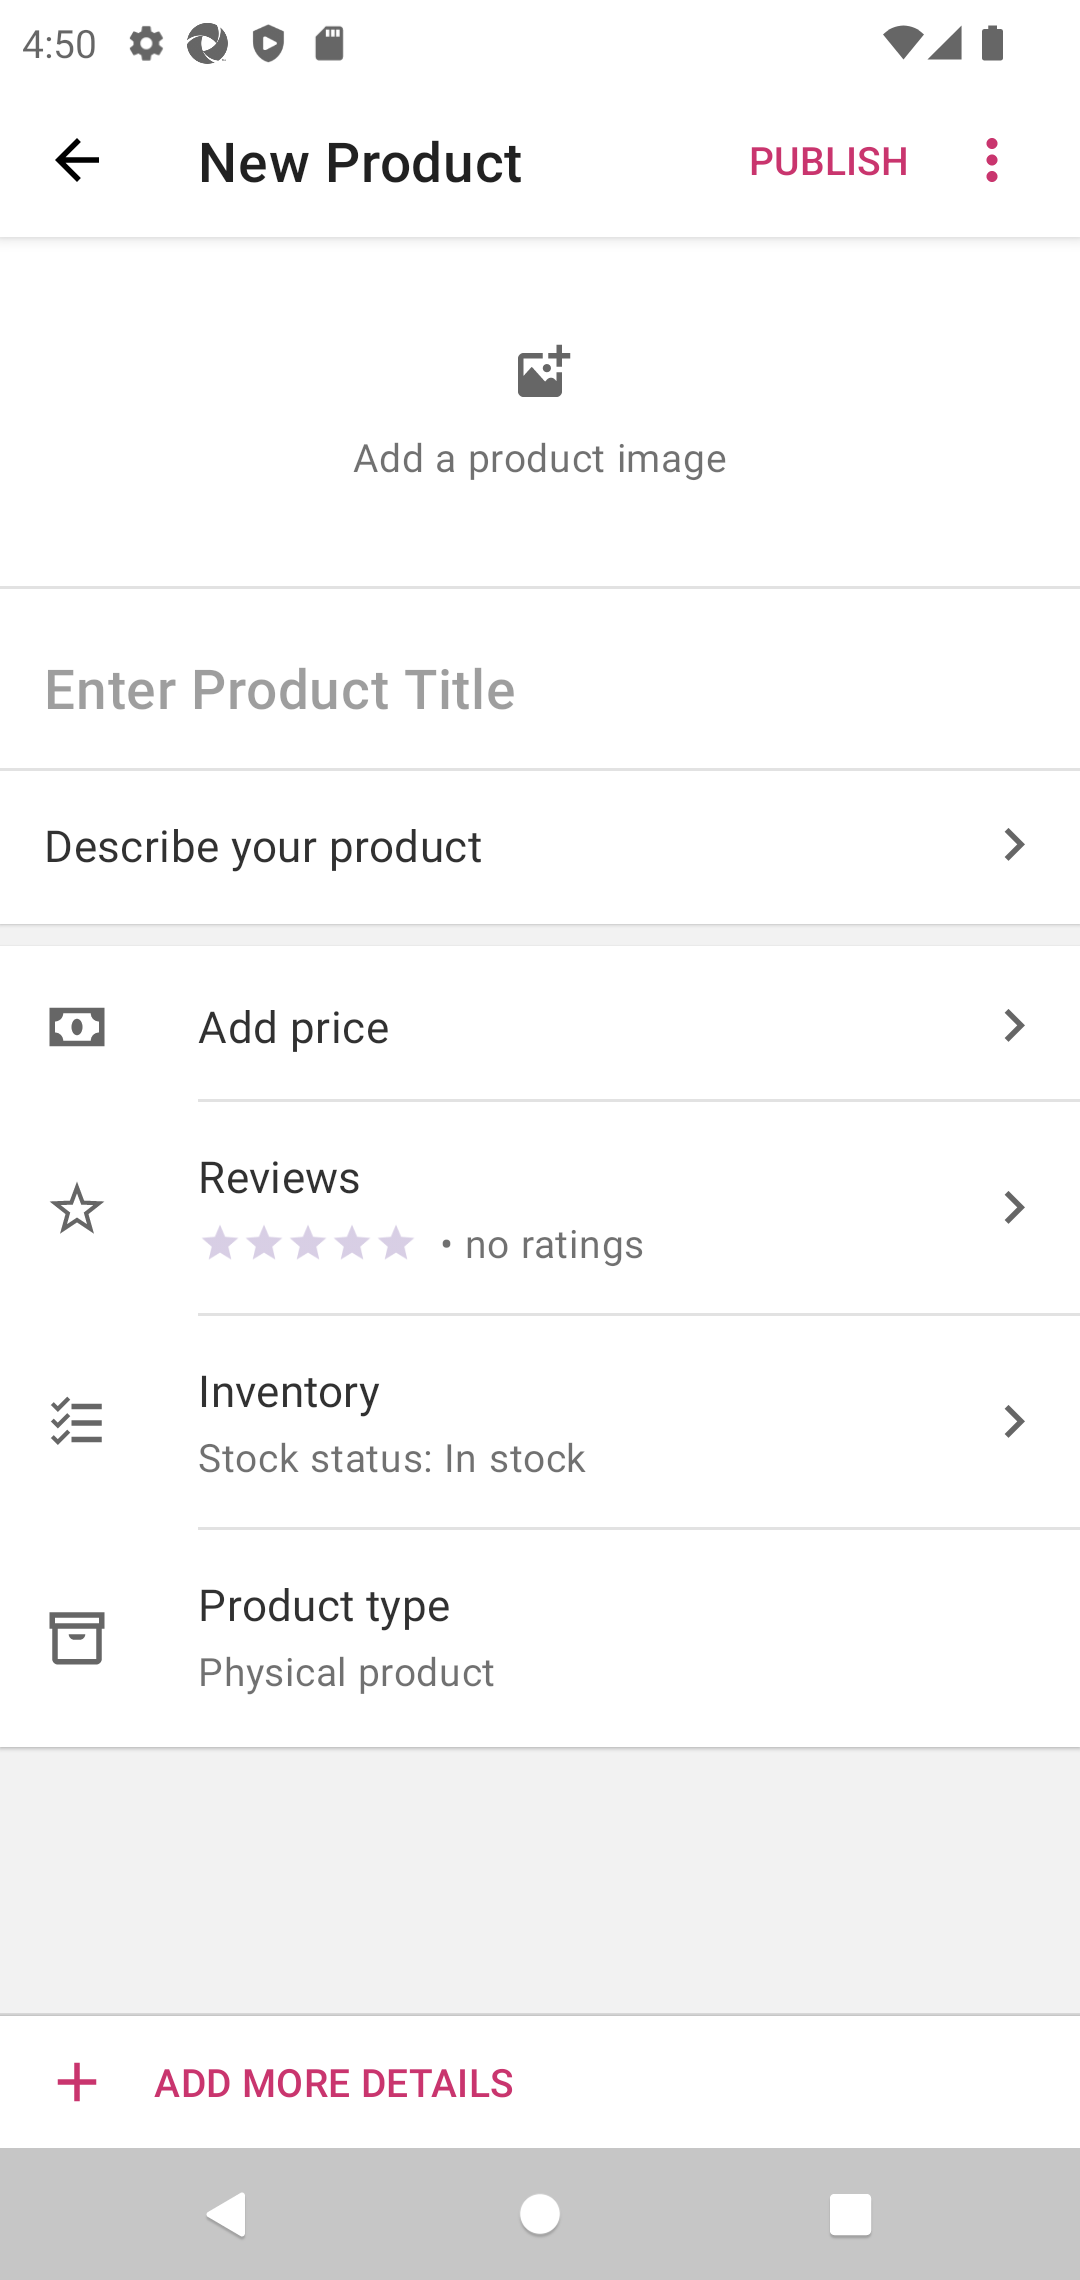 4:50
New Product
PUBLISH
Add a product image
Enter Product Title
Describe your product
Add price
Reviews
• no ratings
Inventory
Stock status: In stock
Product type
Physical product
ADD MORE DETAILS